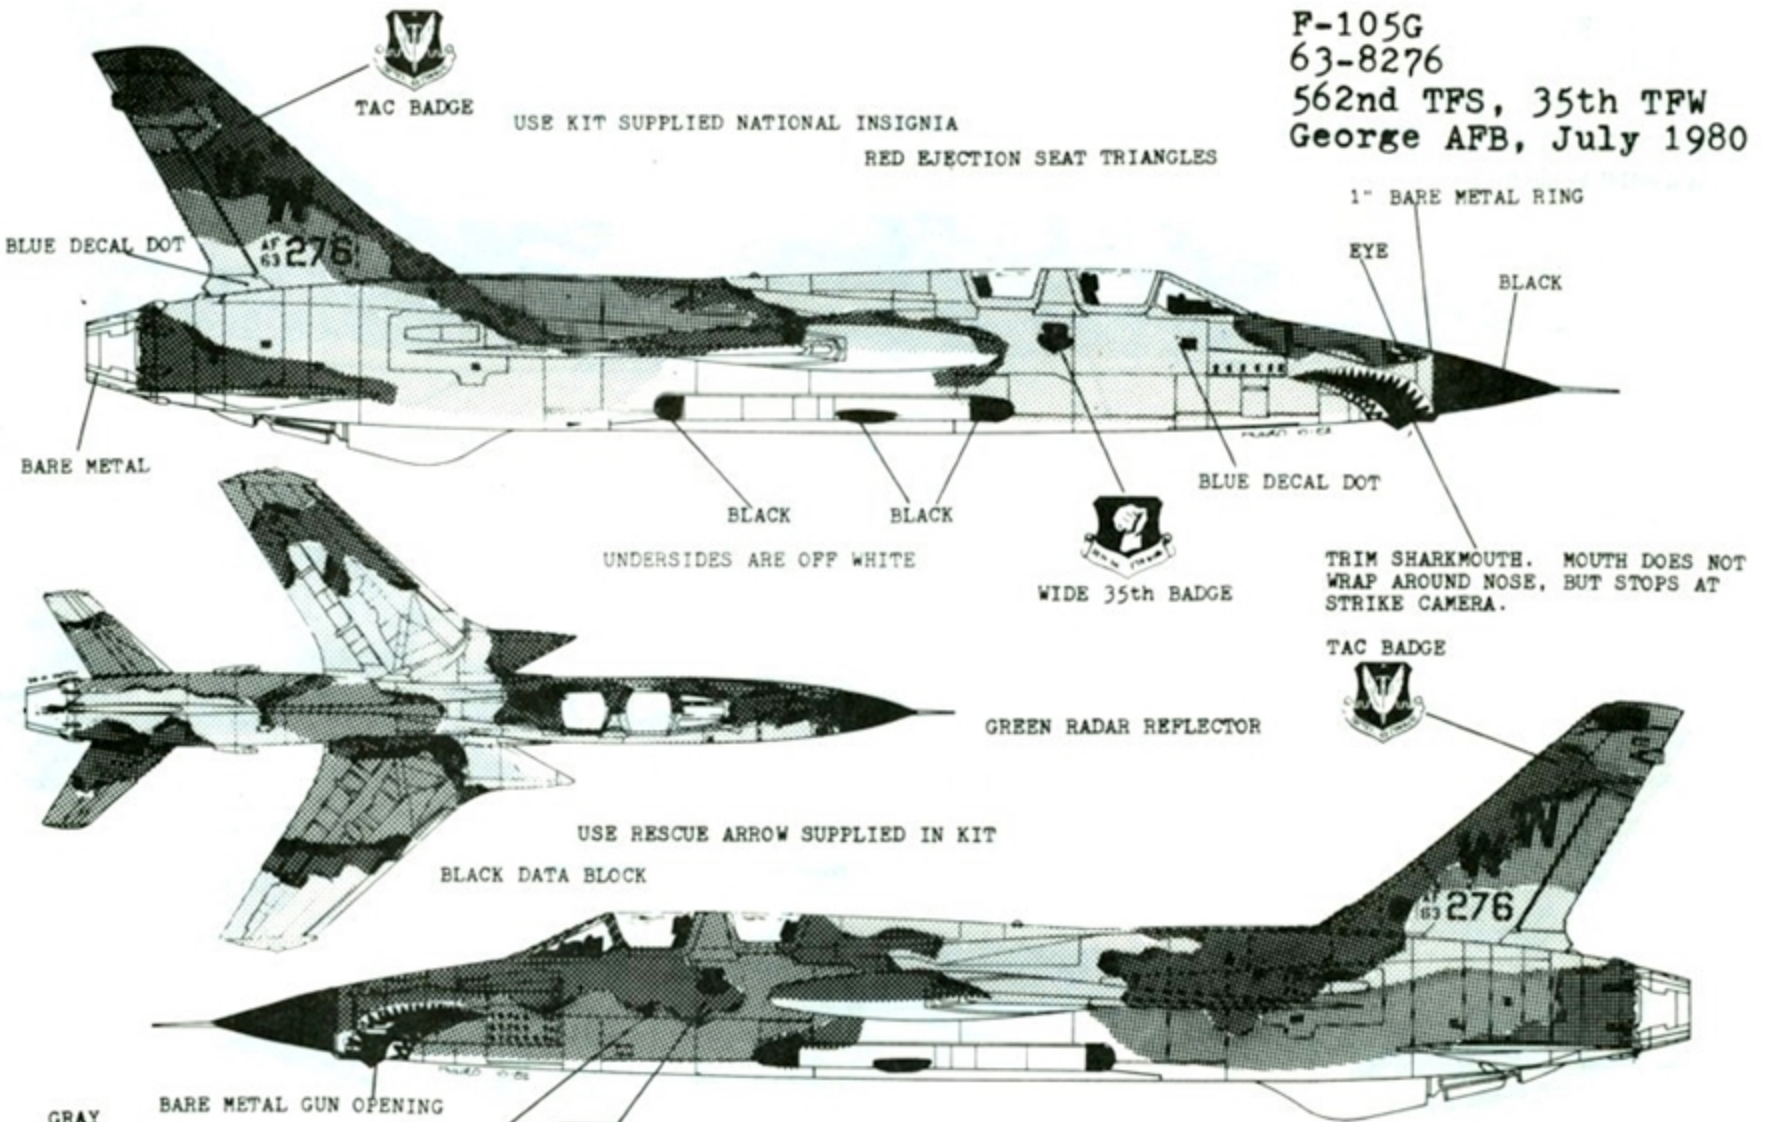 F-105G
63-8276
562nd TFS, 35th TFW
George AFB, July 1980
TAC BADGE
USE KIT SUPPLIED NATIONAL INSIGNIA
RED EJECTION SEAT TRIANGLES
1" BARE METAL RING
EYE
BLACK
BLUE DECAL DOT
WW
AF
63 276
BARE METAL
BLACK
BLACK
BLUE DECAL DOT
UNDERSIDES ARE OFF WHITE
WIDE 35th BADGE
TRIM SHARKMOUTH. MOUTH DOES NOT
WRAP AROUND NOSE, BUT STOPS AT
STRIKE CAMERA.
TAC BADGE
GREEN RADAR REFLECTOR
USE RESCUE ARROW SUPPLIED IN KIT
BLACK DATA BLOCK
WW
AF
63 276
BARE METAL GUN OPENING
GRAY